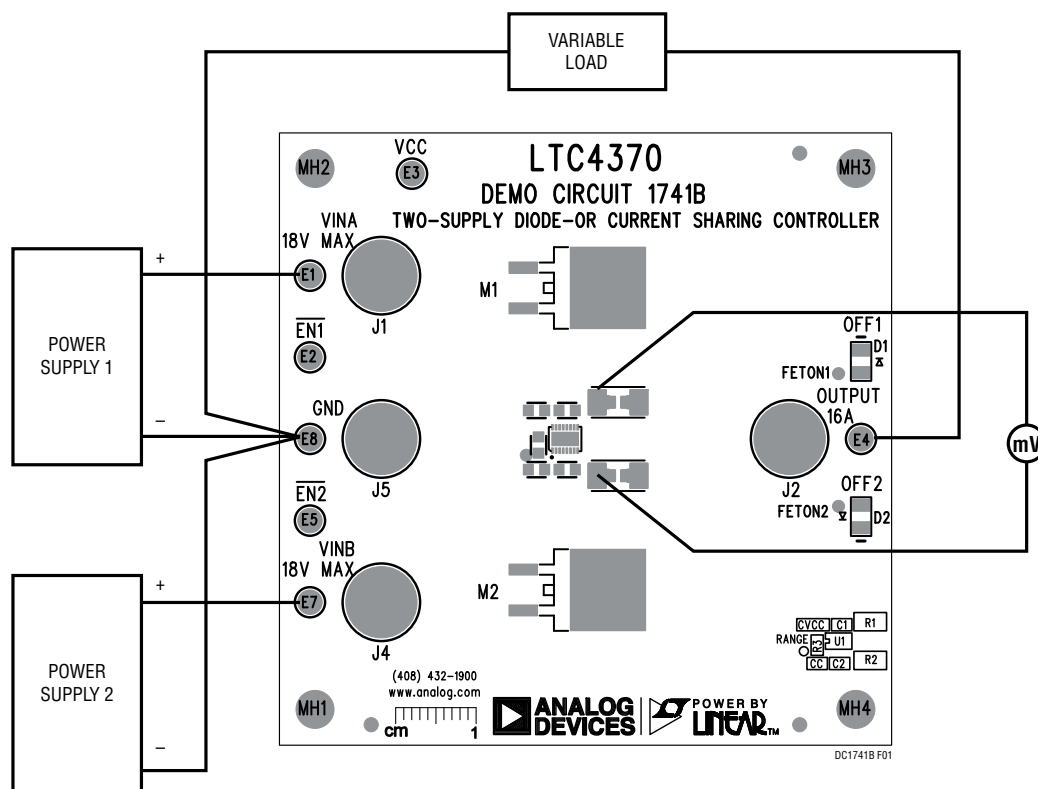 VARIABLE
LOAD
MH2
VCC
E3
LTC4370
DEMO CIRCUIT 1741B
TWO-SUPPLY DIODE-OR CURRENT SHARING CONTROLLER
MH3
VINA
18V MAX
+
E1
J1
M1
POWER
SUPPLY 1
EN1
E2
OFF1
D1
FETON1
GND
–
E8
J5
OUTPUT
16A
E4
J2
mV
EN2
E5
OFF2
FETON2
D2
VINB
18V MAX
+
E7
J4
M2
POWER
SUPPLY 2
–
CVCC
C1
R1
RANGE
R3
U1
CC
C2
R2
(408) 432-1900
www.analog.com
MH1
cm
1
ANALOG
DEVICES
POWER BY
LINEAR™
MH4
DC1741B F01